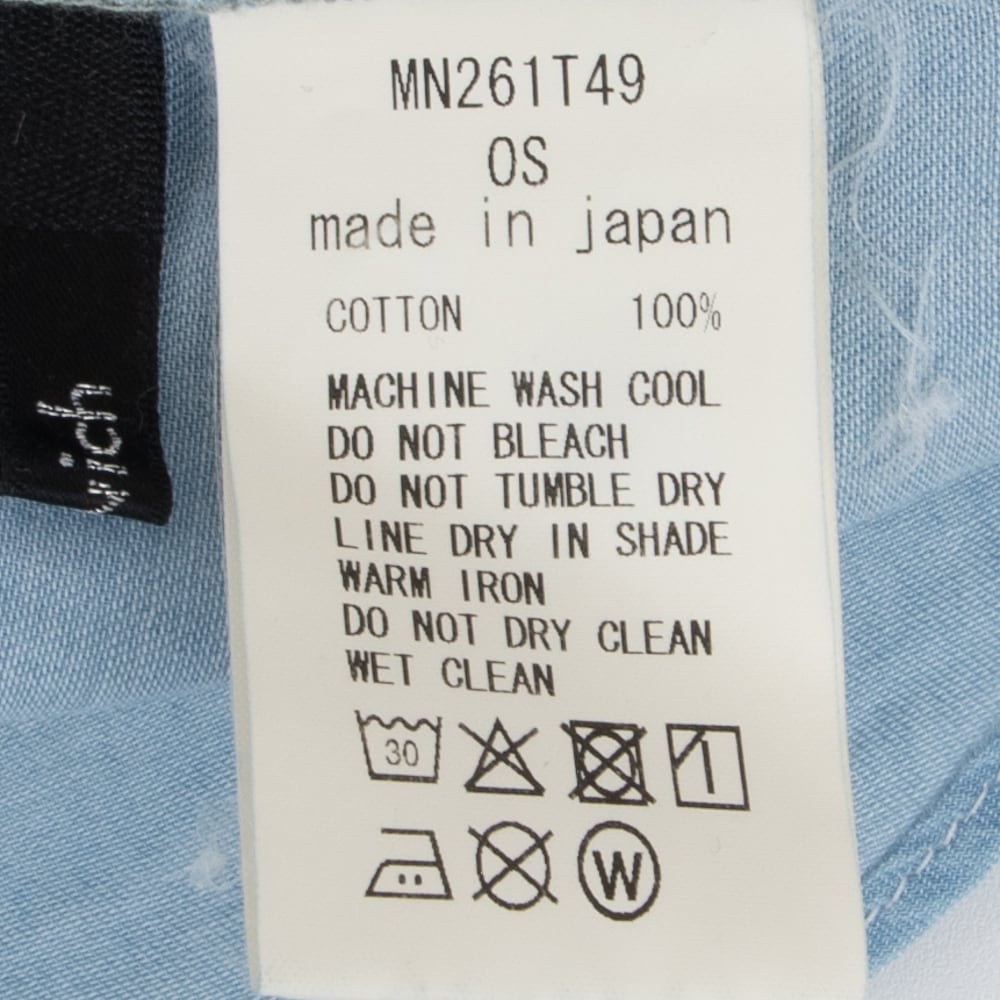 MN261T49
OS
made in japan
COTTON 100%
MACHINE WASH COOL
DO NOT BLEACH
DO NOT TUMBLE DRY
LINE DRY IN SHADE
WARM IRON
DO NOT DRY CLEAN
WET CLEAN
30
W